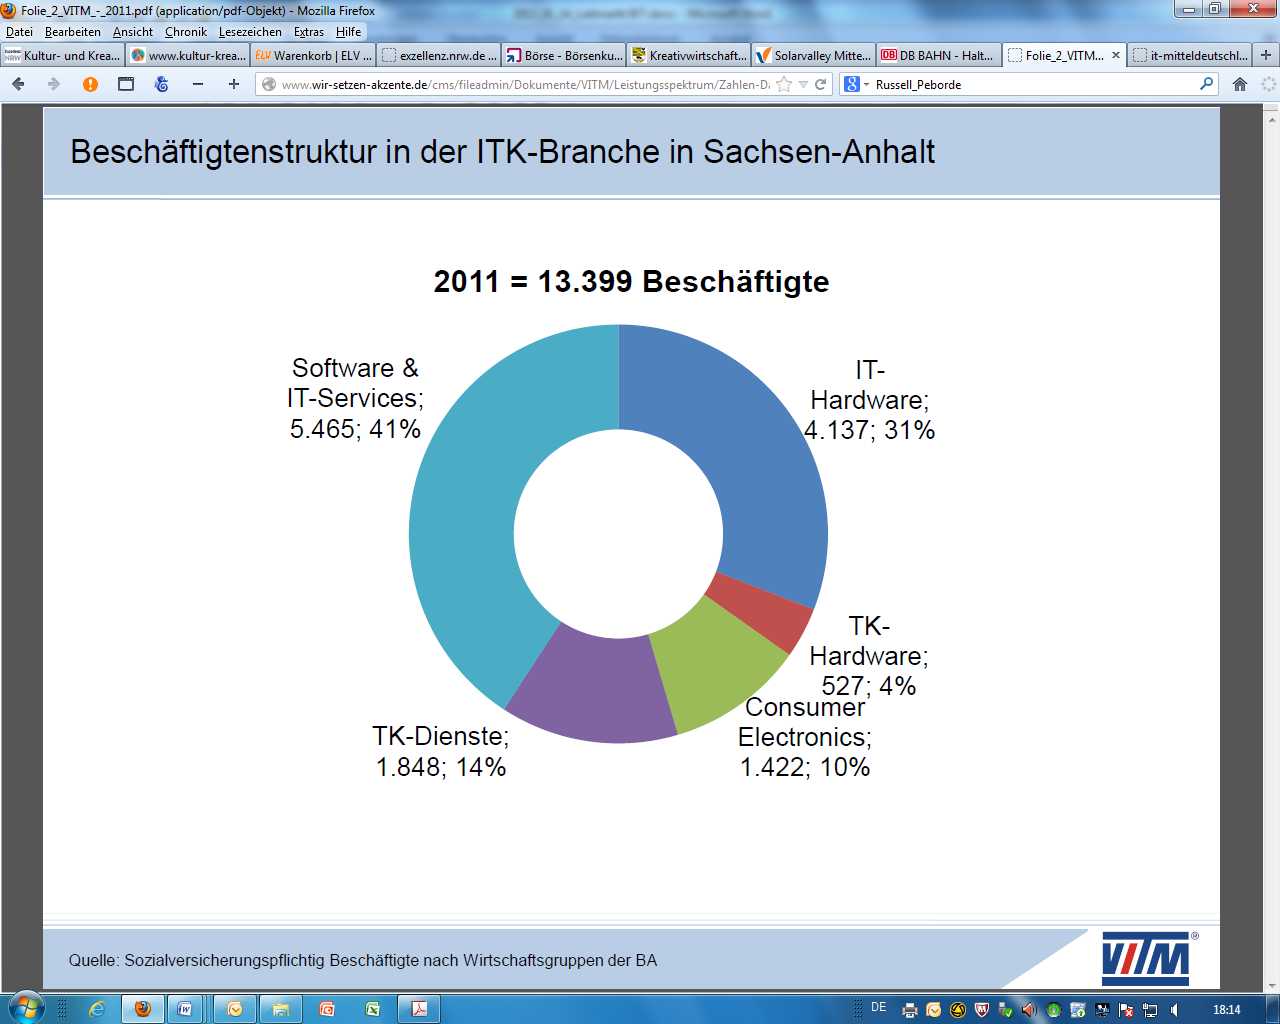 Folie_2_VITM_-_2011.pdf (application/pdf-Objekt) - Mozilla Firefox
Datei Bearbeiten Ansicht Chronik Lesezeichen Extras Hilfe
Kultur- und Krea... www.kultur-krea... ELV Warenkorb | ELV ... exzellenz.nrw.de ... Börse - Börsenku... Kreativwirtschaft... Solarvalley Mitte... DB DB BAHN - Halt... Folie_2_VITM... it-mitteldeutschl...
www.wir-setzen-akzente.de/cms/fileadmin/Dokumente/VITM/Leistungsspektrum/Zahlen-Da Russell_Peborde
Beschäftigtenstruktur in der ITK-Branche in Sachsen-Anhalt
2011 = 13.399 Beschäftigte
Software &
IT-Services;
5.465; 41%
IT-
Hardware;
4.137; 31%
TK-
Hardware;
527; 4%
Consumer
Electronics;
1.422; 10%
TK-Dienste;
1.848; 14%
Quelle: Sozialversicherungspflichtig Beschäftigte nach Wirtschaftsgruppen der BA
VITM®
DE 18:14